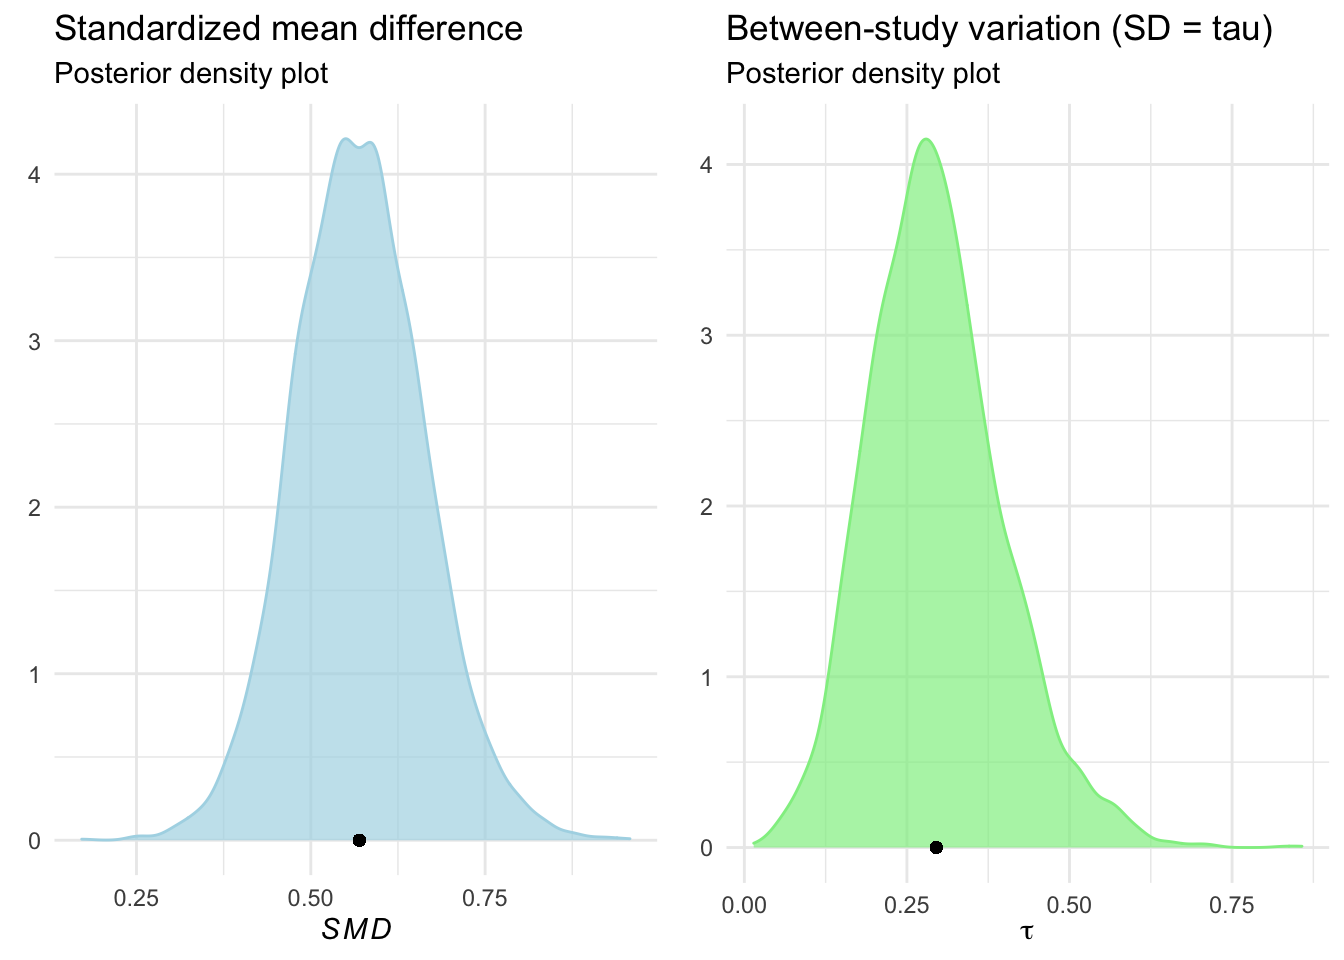 Standardized mean difference
Posterior density plot
4
3
2
1
0
0.25 0.50 0.75
SMD
Between-study variation (SD = tau)
Posterior density plot
4
3
2
1
0
0.00 0.25 0.50 0.75
τ